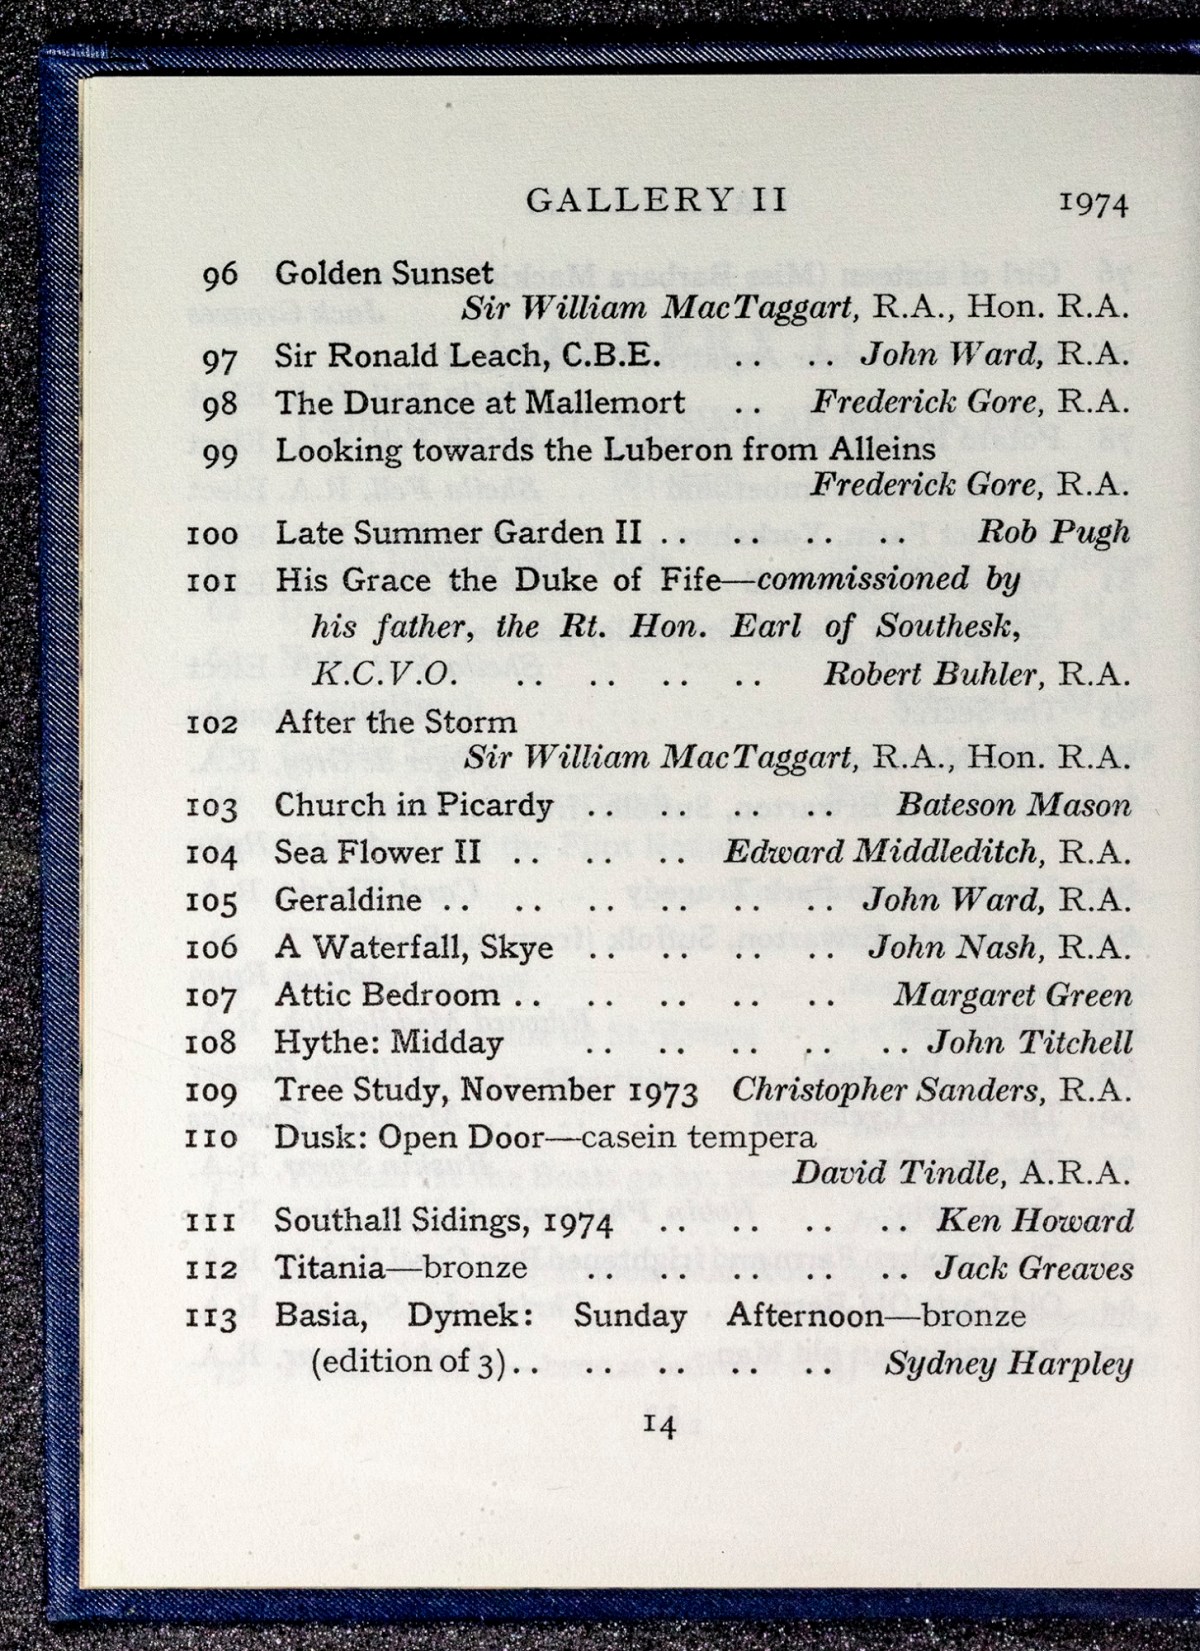 GALLERY II 1974
96 Golden Sunset
Sir William MacTaggart, R.A., Hon. R.A.
97 Sir Ronald Leach, C.B.E. .. .. John Ward, R.A.
98 The Durance at Mallemort .. Frederick Gore, R.A.
99 Looking towards the Luberon from Alleins
Frederick Gore, R.A.
100 Late Summer Garden II .. .. .. .. Rob Pugh
101 His Grace the Duke of Fife—commissioned by
his father, the Rt. Hon. Earl of Southesk,
K.C.V.O. .. .. .. .. Robert Buhler, R.A.
102 After the Storm
Sir William MacTaggart, R.A., Hon. R.A.
103 Church in Picardy .. .. .. .. Bateson Mason
104 Sea Flower II .. .. .. Edward Middleditch, R.A.
105 Geraldine .. .. .. .. .. .. John Ward, R.A.
106 A Waterfall, Skye .. .. .. .. John Nash, R.A.
107 Attic Bedroom .. .. .. .. .. Margaret Green
108 Hythe: Midday .. .. .. .. .. John Titchell
109 Tree Study, November 1973 Christopher Sanders, R.A.
110 Dusk: Open Door—casein tempera
David Tindle, A.R.A.
111 Southall Sidings, 1974 .. .. .. .. Ken Howard
112 Titania—bronze .. .. .. .. .. Jack Greaves
113 Basia, Dymek: Sunday Afternoon—bronze
(edition of 3) .. .. .. .. .. Sydney Harpley
14